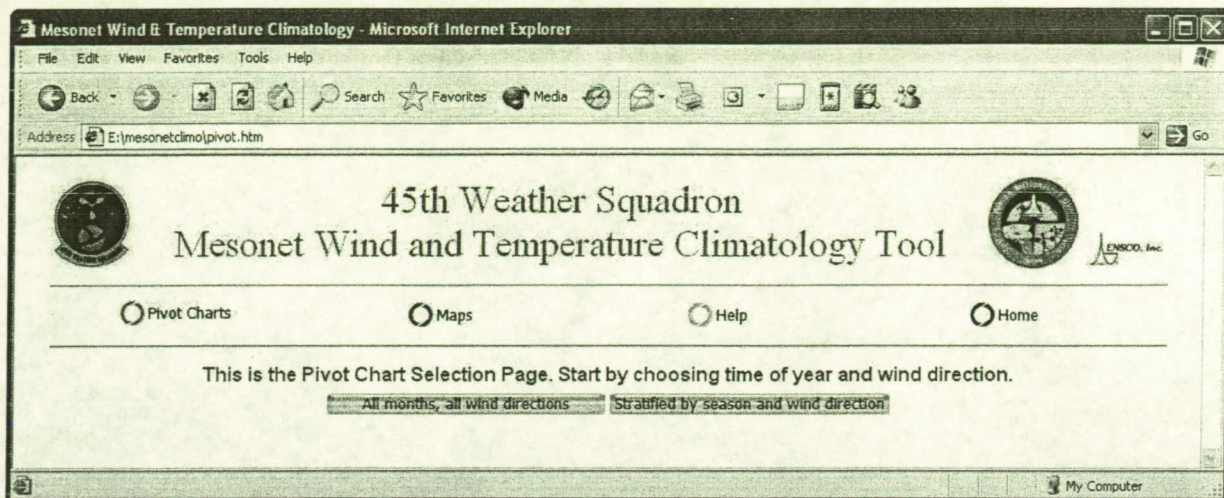 Mesonet Wind & Temperature Climatology - Microsoft Internet Explorer
File Edit View Favorites Tools Help
Back Search Favorites Media
Address E:\mesonetclimo\pivot.htm Go
45th Weather Squadron
Mesonet Wind and Temperature Climatology Tool
ENSCO, Inc.
Pivot Charts Maps Help Home
This is the Pivot Chart Selection Page. Start by choosing time of year and wind direction.
All months, all wind directions Stratified by season and wind direction
My Computer